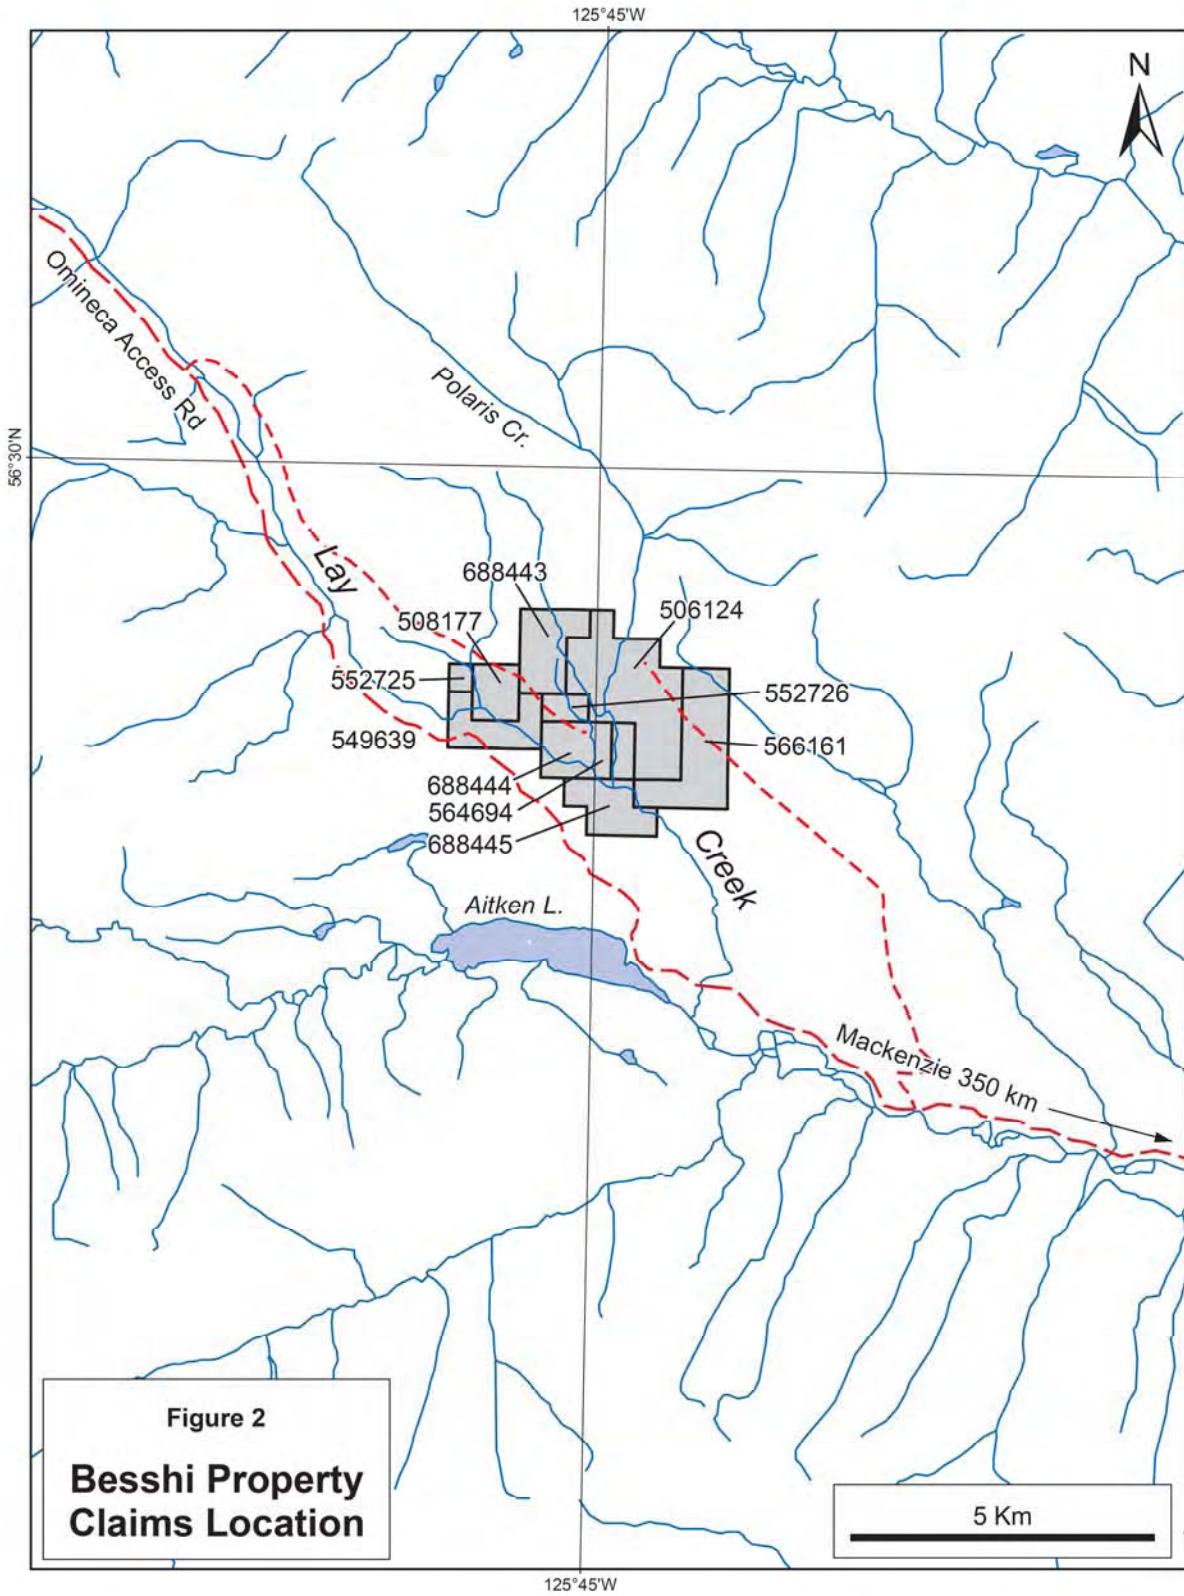 125°45'W
N
Omineca Access Rd
Polaris Cr.
56°30'N
Lay
688443
508177
506124
552725
552726
549639
566161
688444
564694
688445
Creek
Aitken L.
Mackenzie 350 km
Figure 2
Besshi Property
Claims Location
5 Km
125°45'W